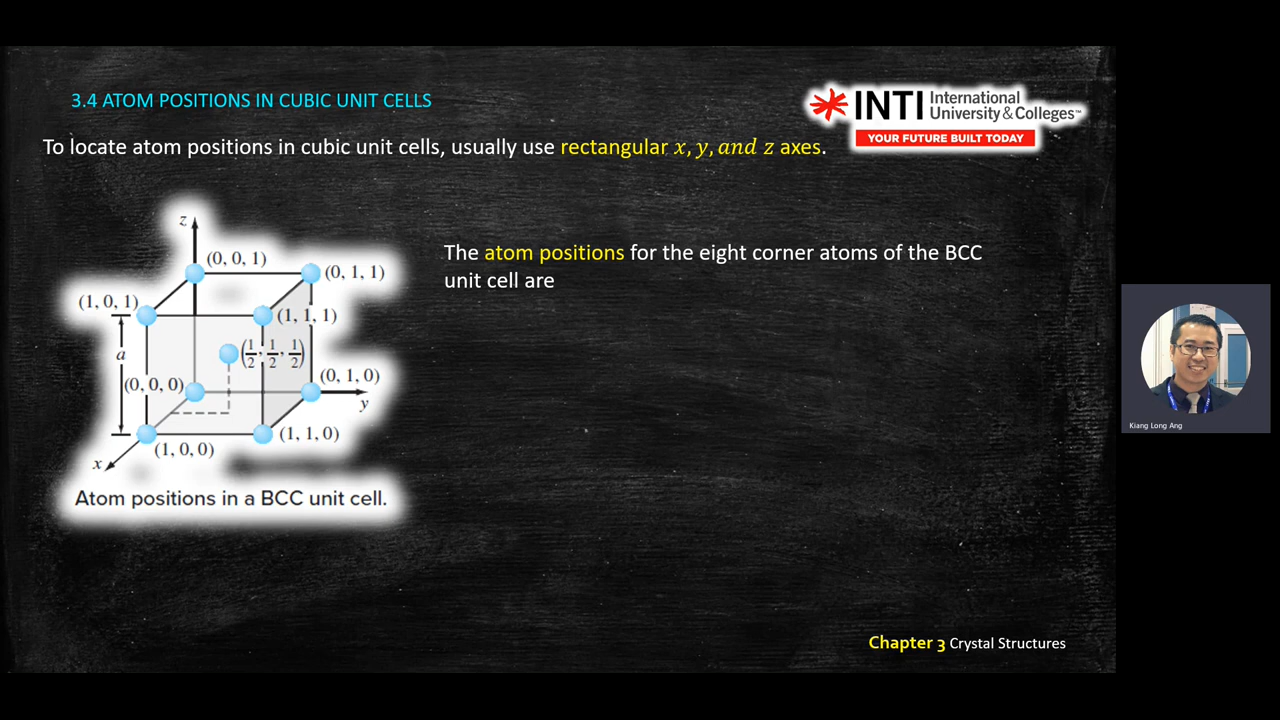 3.4 ATOM POSITIONS IN CUBIC UNIT CELLS
INTI International University & Colleges™
YOUR FUTURE BUILT TODAY
To locate atom positions in cubic unit cells, usually use rectangular x, y, and z axes.
The atom positions for the eight corner atoms of the BCC
unit cell are
z
(0, 0, 1)
(0, 1, 1)
(1, 0, 1)
(1, 1, 1)
a
(1/2, 1/2, 1/2)
(0, 0, 0)
(0, 1, 0)
y
(1, 1, 0)
(1, 0, 0)
x
Atom positions in a BCC unit cell.
Kiang Long Ang
Chapter 3 Crystal Structures